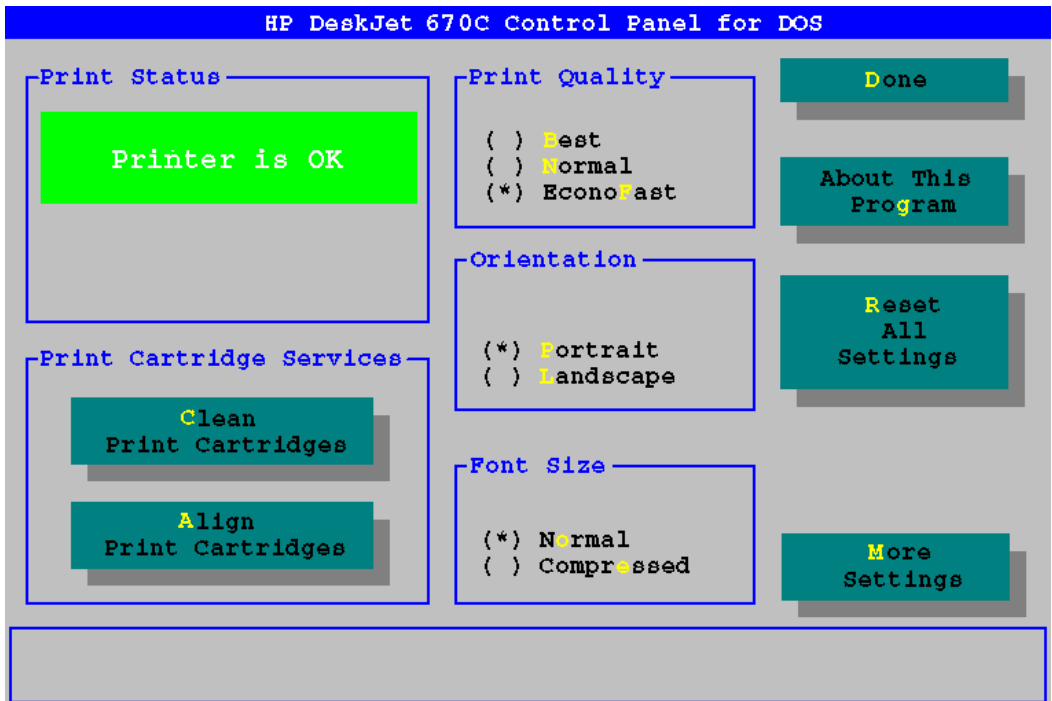 HP DeskJet 670C Control Panel for DOS
Print Status
Printer is OK
Print Cartridge Services
Clean
Print Cartridges
Align
Print Cartridges
Print Quality
( ) Best
( ) Normal
(*) EconoFast
Orientation
(*) Portrait
( ) Landscape
Font Size
(*) Normal
( ) Compressed
Done
About This
Program
Reset
All
Settings
More
Settings